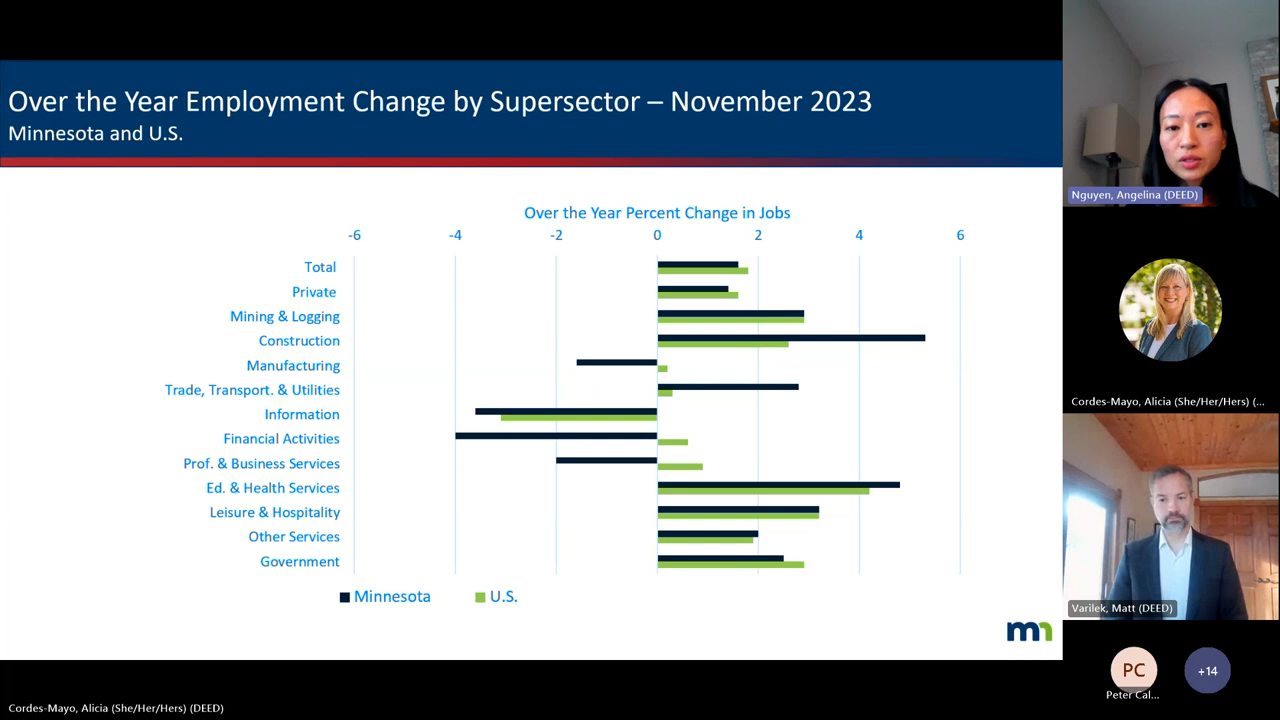 Over the Year Employment Change by Supersector – November 2023
Minnesota and U.S.
Over the Year Percent Change in Jobs
-6 -4 -2 0 2 4 6
Total
Private
Mining & Logging
Construction
Manufacturing
Trade, Transport. & Utilities
Information
Financial Activities
Prof. & Business Services
Ed. & Health Services
Leisure & Hospitality
Other Services
Government
Minnesota U.S.
mn
Nguyen, Angelina (DEED)
Cordes-Mayo, Alicia (She/Her/Hers) (...
Varilek, Matt (DEED)
PC +14
Peter Cal...
Cordes-Mayo, Alicia (She/Her/Hers) (DEED)